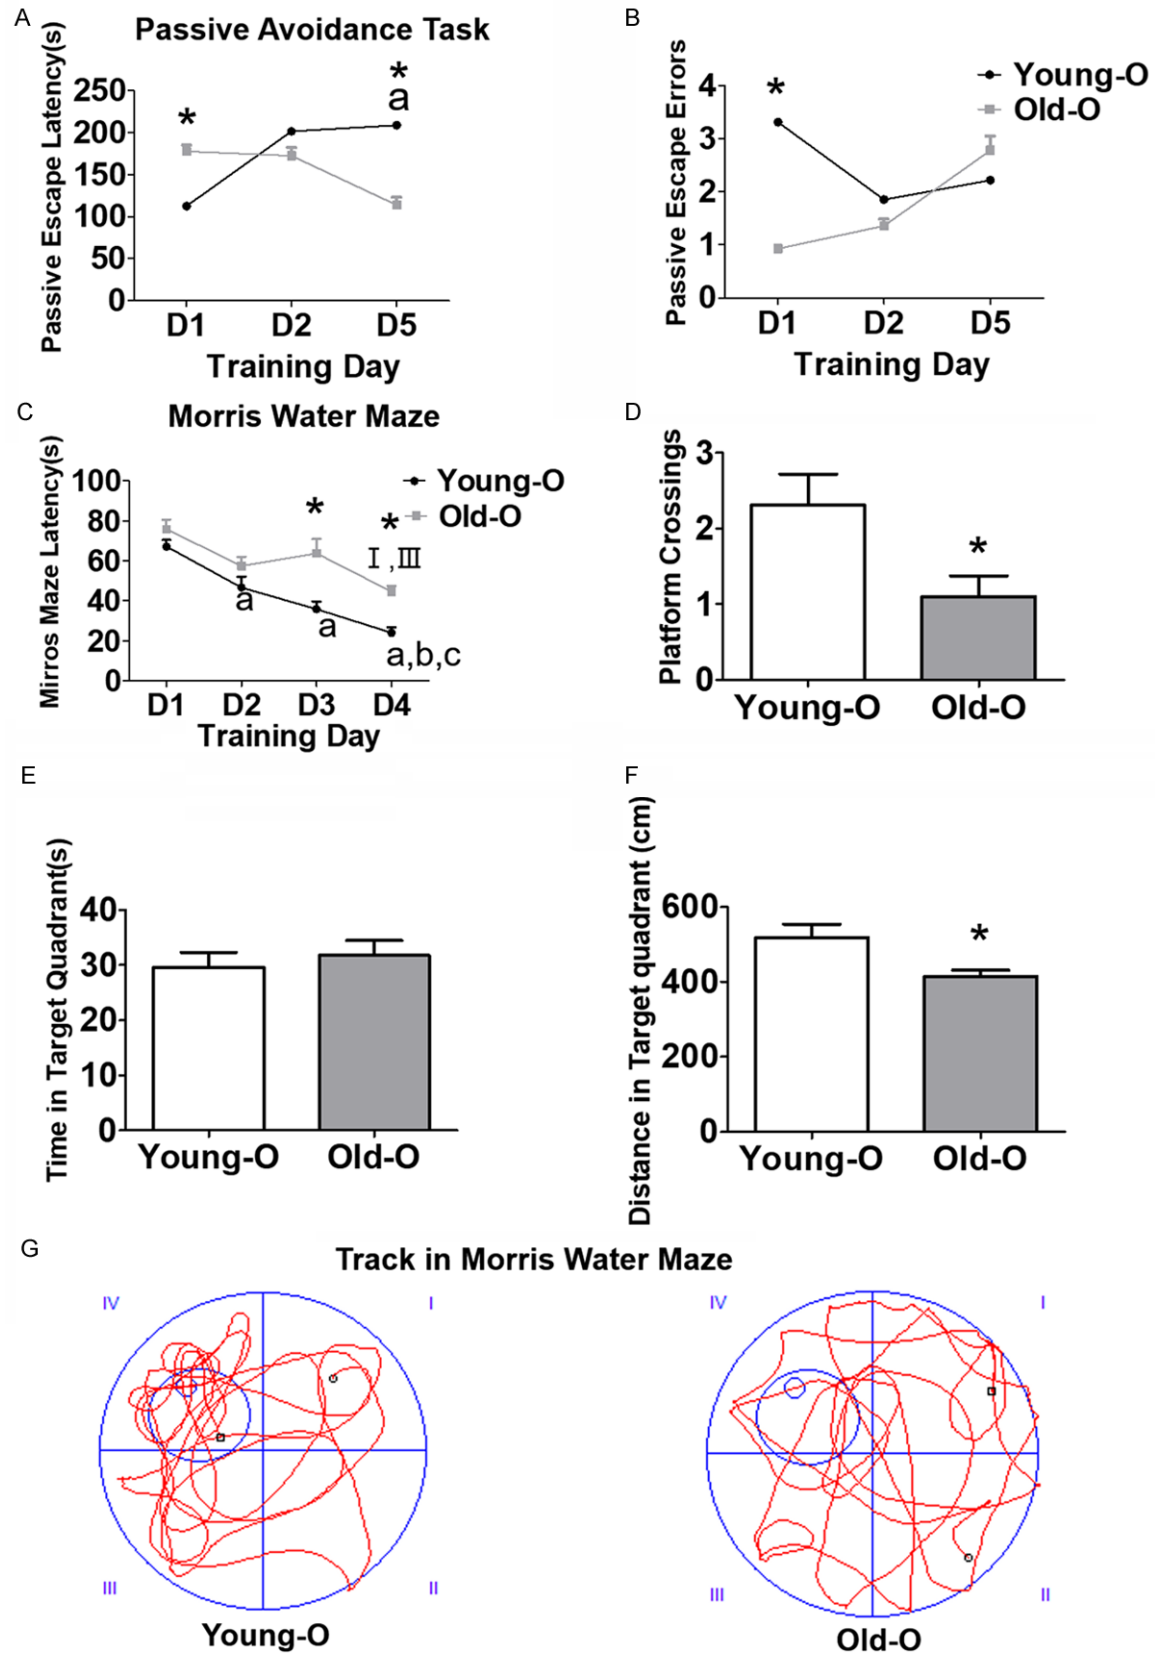 A
Passive Avoidance Task
Passive Escape Latency(s)
250
200
150
100
50
0
*
*
a
D1 D2 D5
Training Day
B
Passive Escape Errors
4
3
2
1
0
*
Young-O
Old-O
D1 D2 D5
Training Day
C
Morris Water Maze
Mirros Maze Latency(s)
100
80
60
40
20
0
Young-O
Old-O
*
*
I ,III
a
a
a,b,c
D1 D2 D3 D4
Training Day
D
Platform Crossings
3
2
1
0
*
Young-O Old-O
E
Time in Target Quadrant(s)
40
30
20
10
0
Young-O Old-O
F
Distance in Target quadrant (cm)
600
400
200
0
*
Young-O Old-O
G
Track in Morris Water Maze
IV I
III II
Young-O
IV I
III II
Old-O